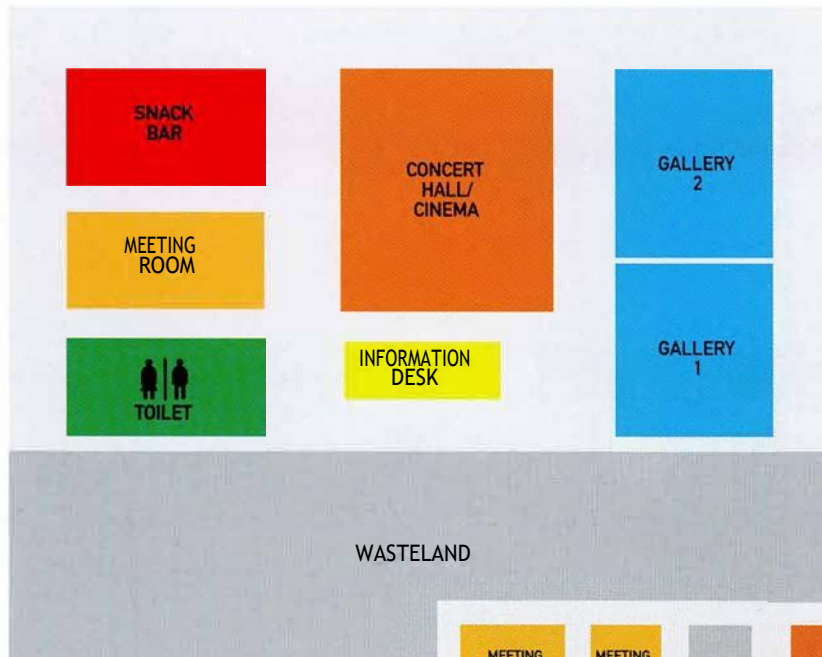 SNACK
BAR
CONCERT
HALL/
CINEMA
GALLERY
2
MEETING
ROOM
TOILET
INFORMATION
DESK
GALLERY
1
WASTELAND
MEETING
MEETING